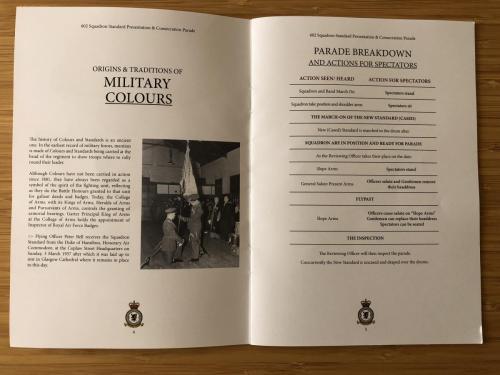 602 Squadron Standard Presentation & Consecration Parade
ORIGINS & TRADITIONS OF
MILITARY
COLOURS
The history of Colours and Standards is an ancient
one. In the earliest record of military forces, mention
is made of Colours and Standards being carried at the
head of the regiment to show troops where to rally
round their leader.
Although Colours have not been carried in action
since 1881, they have always been regarded as a
symbol of the spirit of the fighting unit, reflecting
as they do the Battle Honours granted to that unit
for gallant deeds and badges. Today, the College
of Arms, with its Kings of Arms, Heralds of Arms
and Pursuivants of Arms, controls the granting of
armorial bearings. Garter Principal King of Arms
at the College of Arms holds the appointment of
Inspector of Royal Air Force Badges.
>> Flying Officer Peter Bell receives the Squadron
Standard from the Duke of Hamilton, Honorary Air
Commodore, at the Coplaw Street Headquarters on
Sunday, 3 March 1957 after which it was laid up to
rest in Glasgow Cathedral where it remains in place
to this day.
4
602 Squadron Standard Presentation & Consecration Parade
PARADE BREAKDOWN
AND ACTIONS FOR SPECTATORS
ACTION SEEN/ HEARD ACTION FOR SPECTATORS
Squadron and Band March On Spectators stand
Squadron take position and shoulder arms Spectators sit
THE MARCH-ON OF THE NEW STANDARD (CASED)
New (Cased) Standard is marched to the drum altar
SQUADRON ARE IN POSITION AND READY FOR PARADE
As the Reviewing Officer takes their place on the dais:
Slope Arms Spectators stand
General Salute Present Arms Officers salute and Gentlemen remove
their headdress
FLYPAST
Slope Arms Officers cease salute on "Slope Arms"
Gentlemen can replace their headdress
Spectators can be seated
THE INSPECTION
The Reviewing Officer will then inspect the parade.
Concurrently the New Standard is uncased and draped over the drums.
5